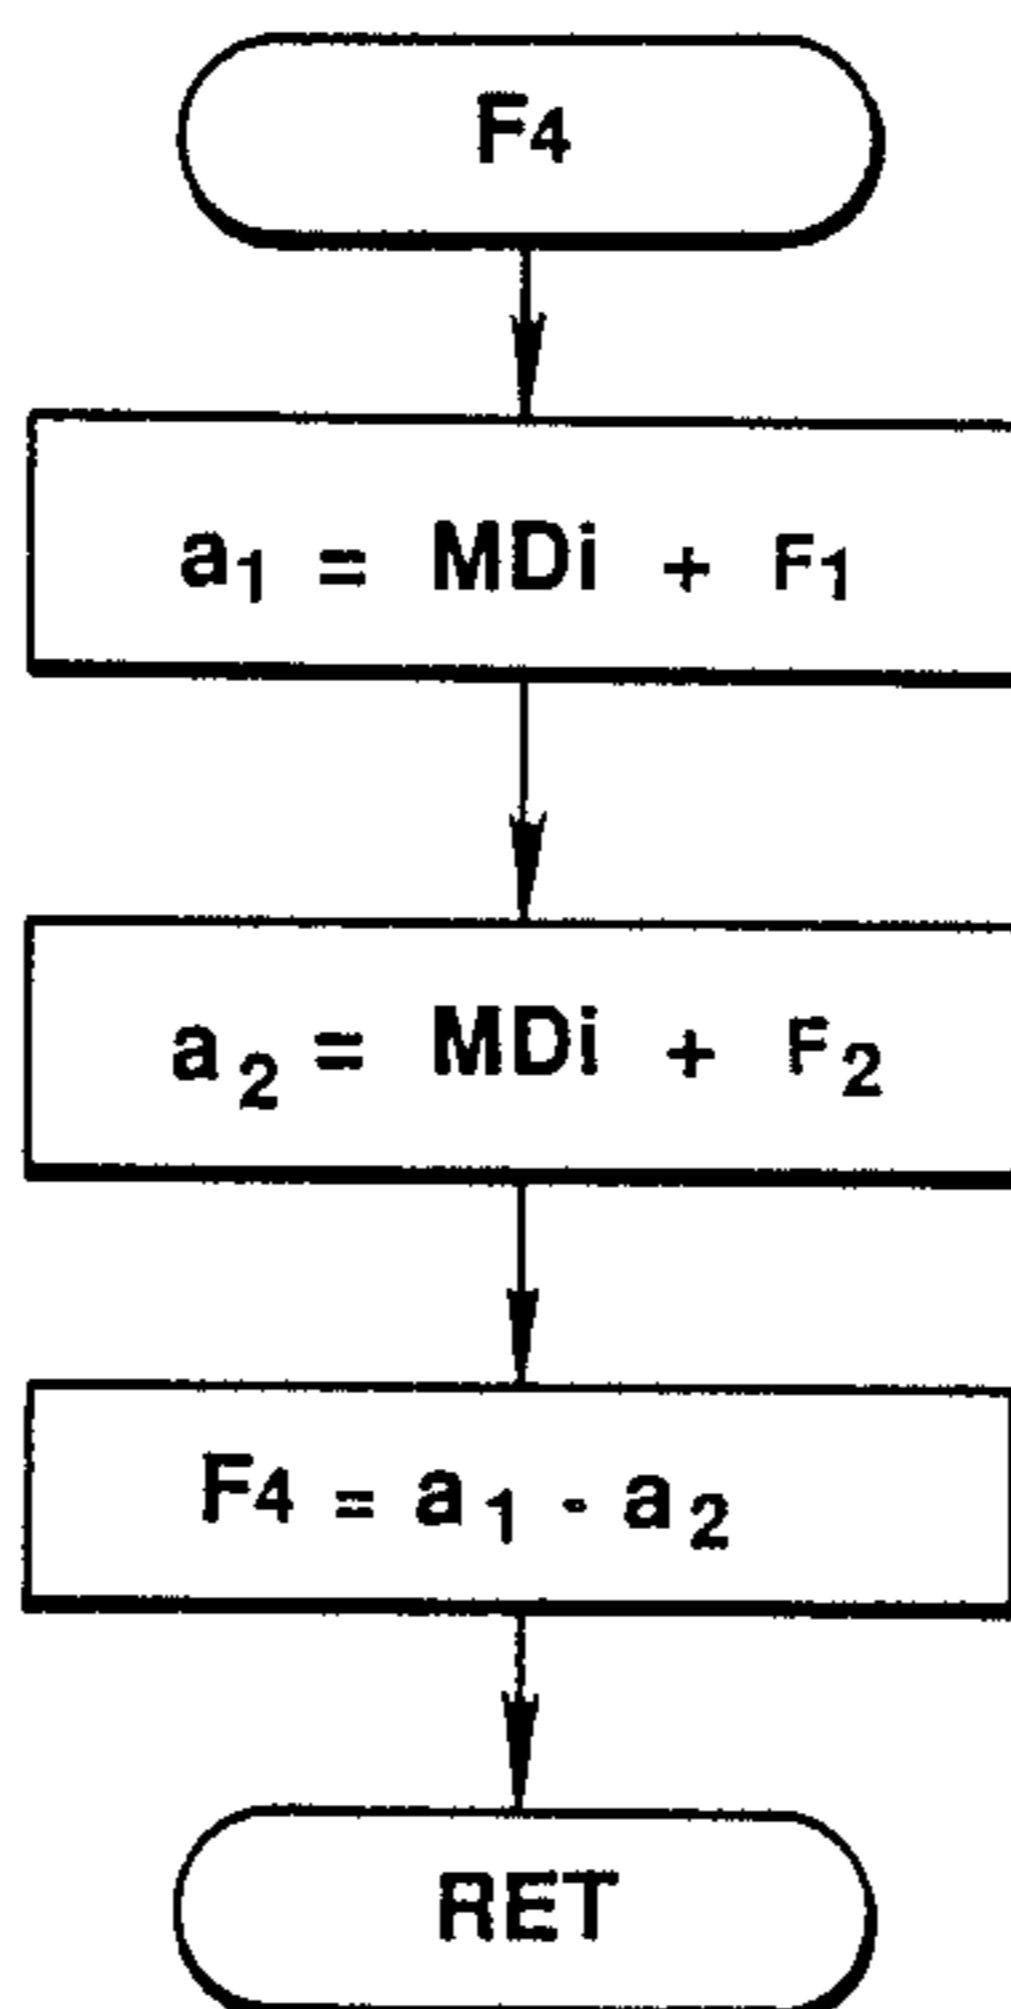 F4
a1 = MDi + F1
a2 = MDi + F2
F4 = a1 - a2
RET